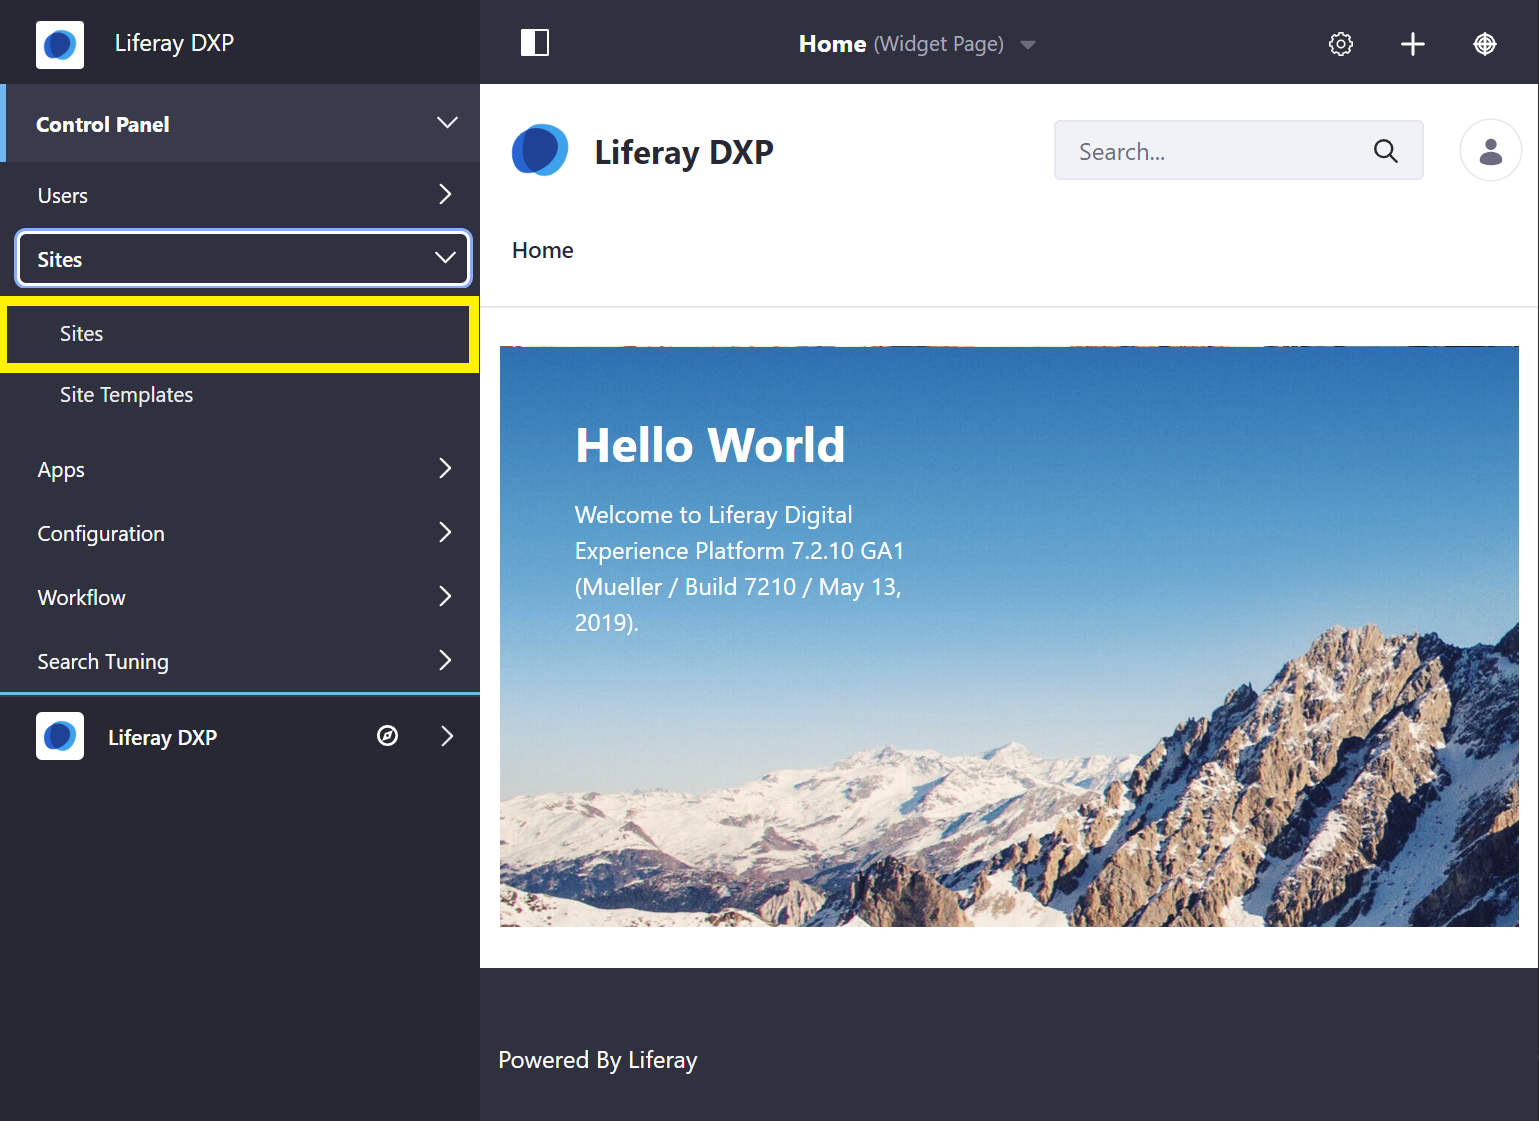 Liferay DXP
Home (Widget Page)
Control Panel
Users
Sites
Sites
Site Templates
Apps
Configuration
Workflow
Search Tuning
Liferay DXP
Liferay DXP
Search...
Home
Hello World
Welcome to Liferay Digital
Experience Platform 7.2.10 GA1
(Mueller / Build 7210 / May 13,
2019).
Powered By Liferay